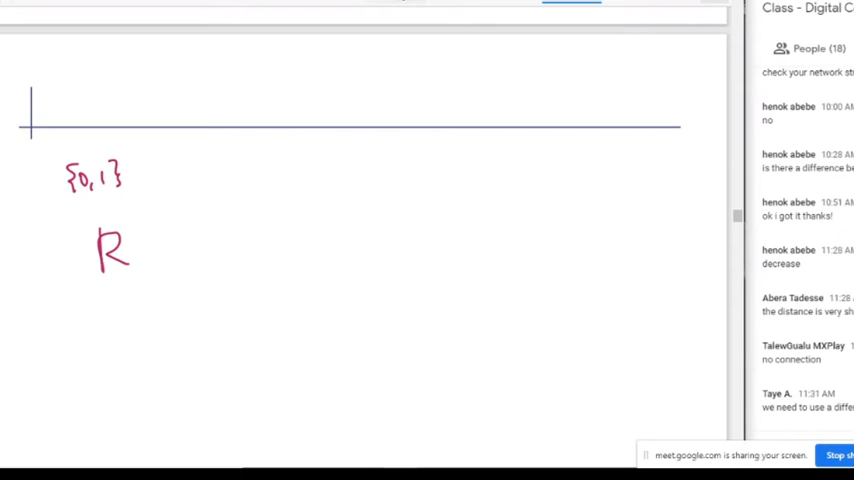 {0,1}
R
Class - Digital C
People (18)
check your network st
henok abebe 10:00 AM
no
henok abebe 10:28 AM
is there a difference be
henok abebe 10:51 AM
ok i got it thanks!
henok abebe 11:28 AM
decrease
Abera Tadesse 11:28
the distance is very sh
TalewGualu MXPlay 1
no connection
Taye A. 11:31 AM
we need to use a differ
meet.google.com is sharing your screen.
Stop sh